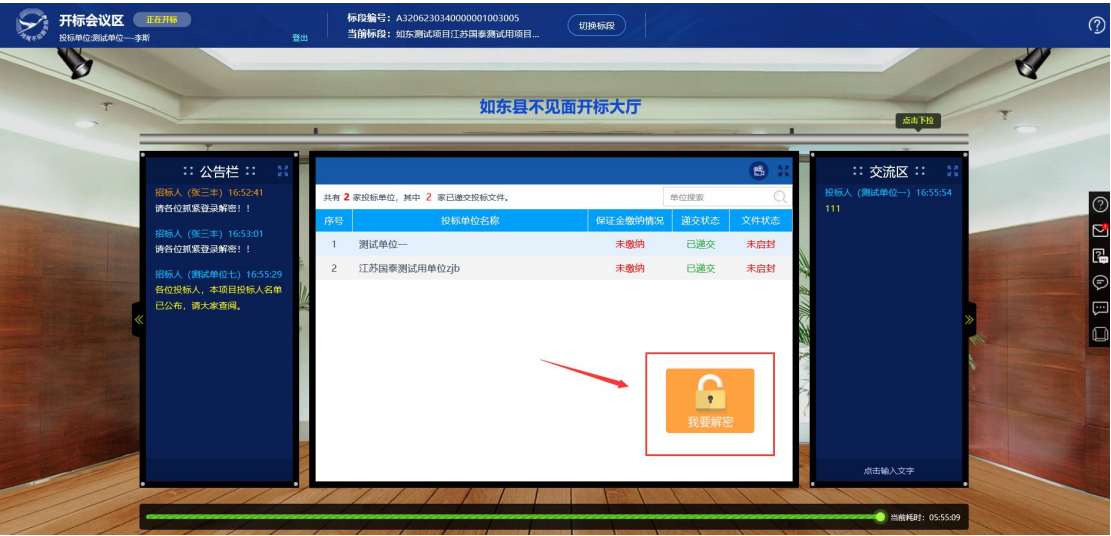 开标会议区 正在开标
投标单位:测试单位一--李斯 登出
标段编号：A3206230340000001003005
当前标段：如东测试项目江苏国泰测试用项目...
切换标段
如东县不见面开标大厅
点击下拉
:: 公告栏 ::
招标人（张三丰）16:52:41
请各位抓紧登录解密！！
招标人（张三丰）16:53:01
请各位抓紧登录解密！！
招标人（测试单位七）16:55:29
各位投标人，本项目投标人名单
已公布，请大家查阅。
共有 2 家投标单位，其中 2 家已递交投标文件。
单位搜索
序号 投标单位名称 保证金缴纳情况 递交状态 文件状态
1 测试单位一 未缴纳 已递交 未启封
2 江苏国泰测试用单位zjb 未缴纳 已递交 未启封
我要解密
:: 交流区 ::
投标人（测试单位一）16:55:54
111
点击输入文字
当前耗时：05:55:09